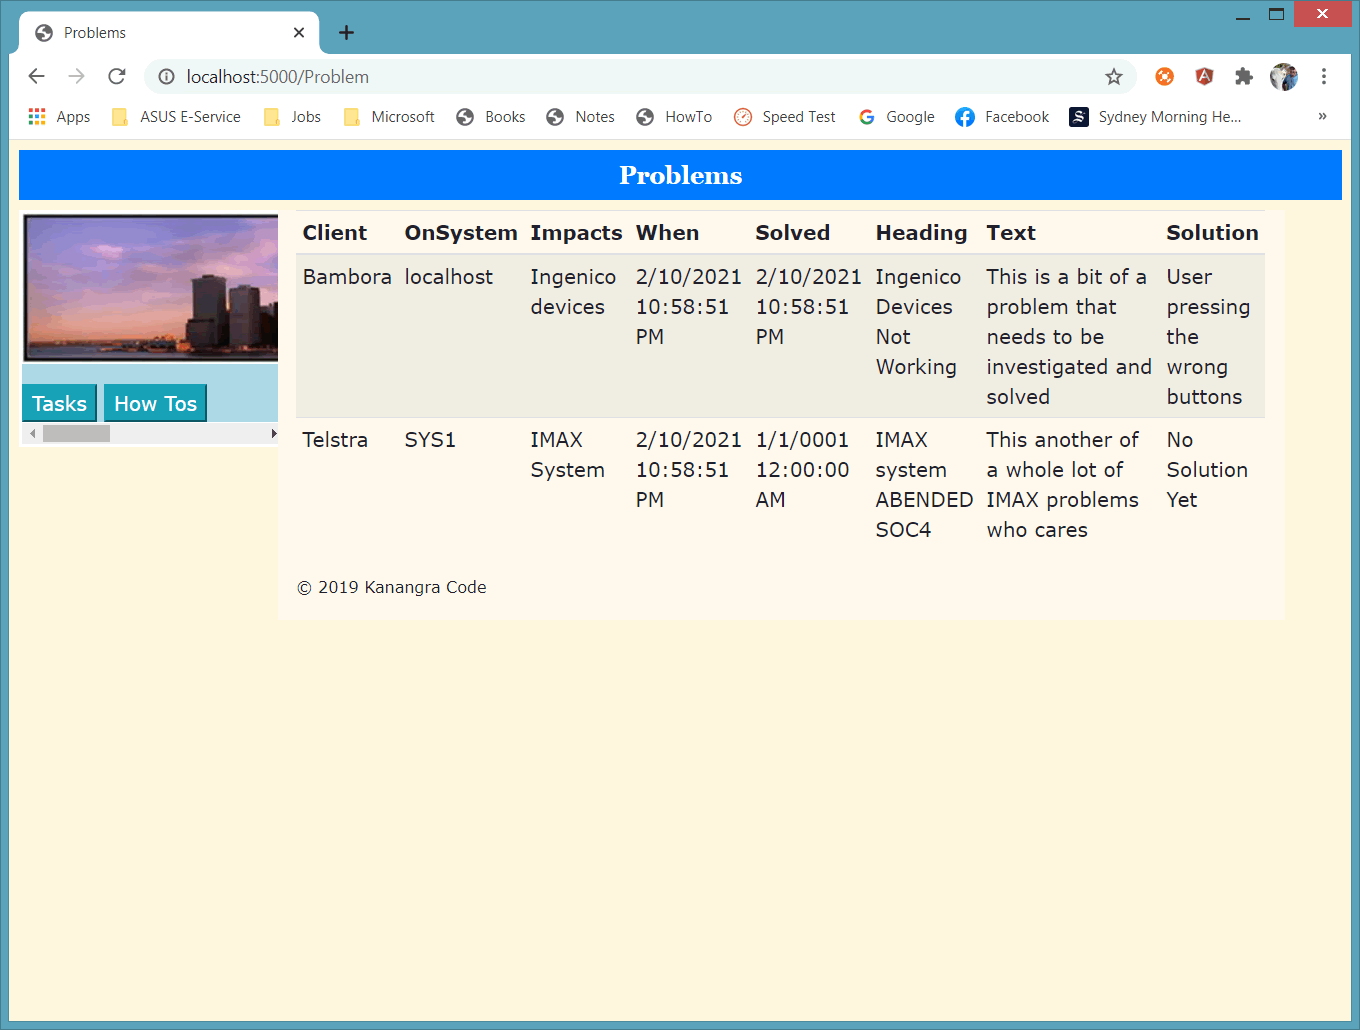 Problems
localhost:5000/Problem
Apps ASUS E-Service Jobs Microsoft Books Notes HowTo Speed Test Google Facebook Sydney Morning He... »
Problems
Tasks How Tos
Client OnSystem Impacts When Solved Heading Text Solution
Bambora localhost Ingenico 2/10/2021 2/10/2021 Ingenico This is a bit of a User
devices 10:58:51 10:58:51 Devices problem that pressing
PM PM Not needs to be the
Working investigated and wrong
solved buttons
Telstra SYS1 IMAX 2/10/2021 1/1/0001 IMAX This another of No
System 10:58:51 12:00:00 system a whole lot of Solution
PM AM ABENDED IMAX problems Yet
SOC4 who cares
© 2019 Kanangra Code